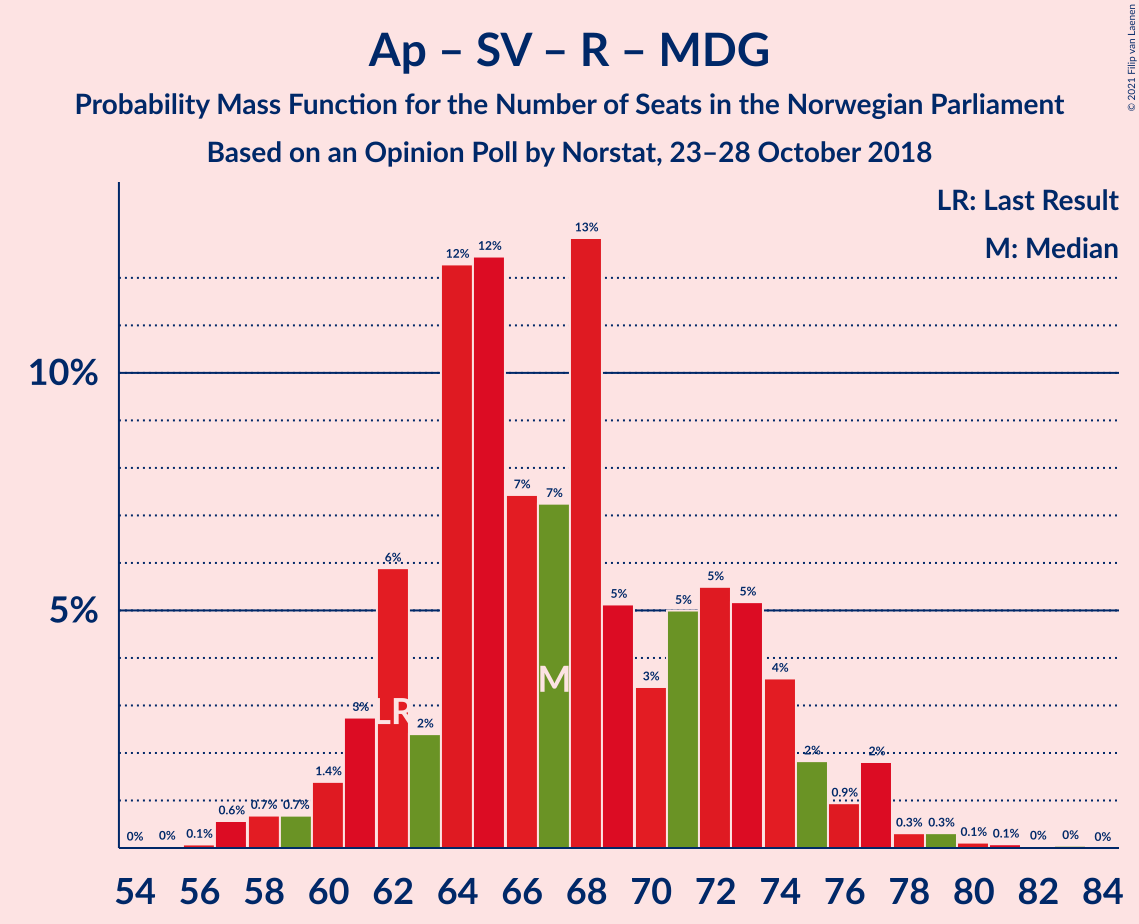 Ap – SV – R – MDG
Probability Mass Function for the Number of Seats in the Norwegian Parliament
Based on an Opinion Poll by Norstat, 23–28 October 2018
© 2021 Filip van Laenen
LR: Last Result
M: Median
10%
5%
0% 0% 0.1% 0.6% 0.7% 0.7% 1.4% 3% 6% 2% 12% 12% 7% 7% 13% 5% 3% 5% 5% 5% 4% 2% 0.9% 2% 0.3% 0.3% 0.1% 0.1% 0% 0% 0%
LR
M
54 56 58 60 62 64 66 68 70 72 74 76 78 80 82 84